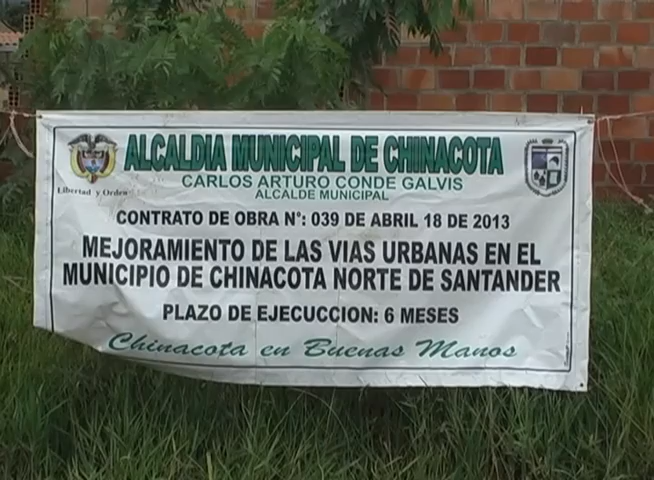 ALCALDIA MUNICIPAL DE CHINACOTA
CARLOS ARTURO CONDE GALVIS
ALCALDE MUNICIPAL
Libertad y Orden
CONTRATO DE OBRA N°: 039 DE ABRIL 18 DE 2013
MEJORAMIENTO DE LAS VIAS URBANAS EN EL
MUNICIPIO DE CHINACOTA NORTE DE SANTANDER
PLAZO DE EJECUCCION: 6 MESES
Chinacota en Buenas Manos